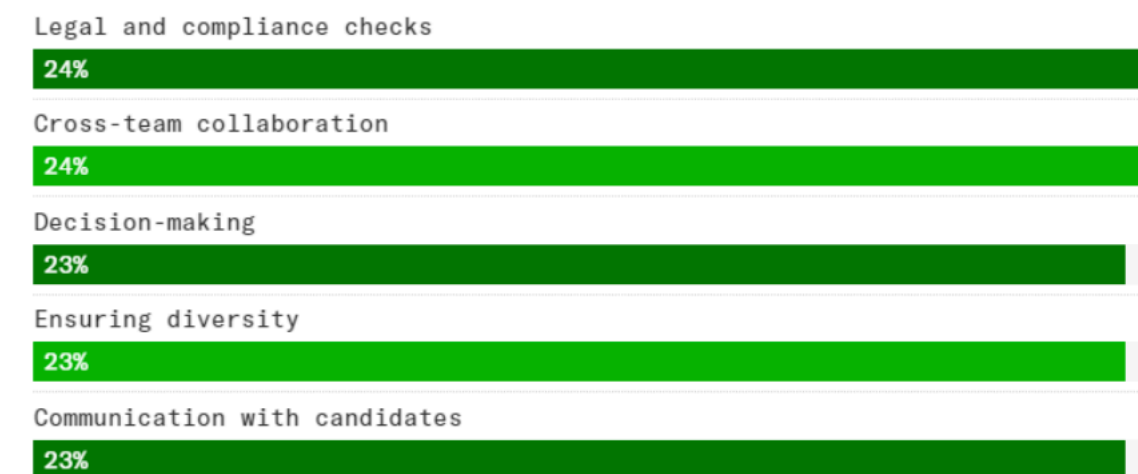 Legal and compliance checks
24%
Cross-team collaboration
24%
Decision-making
23%
Ensuring diversity
23%
Communication with candidates
23%